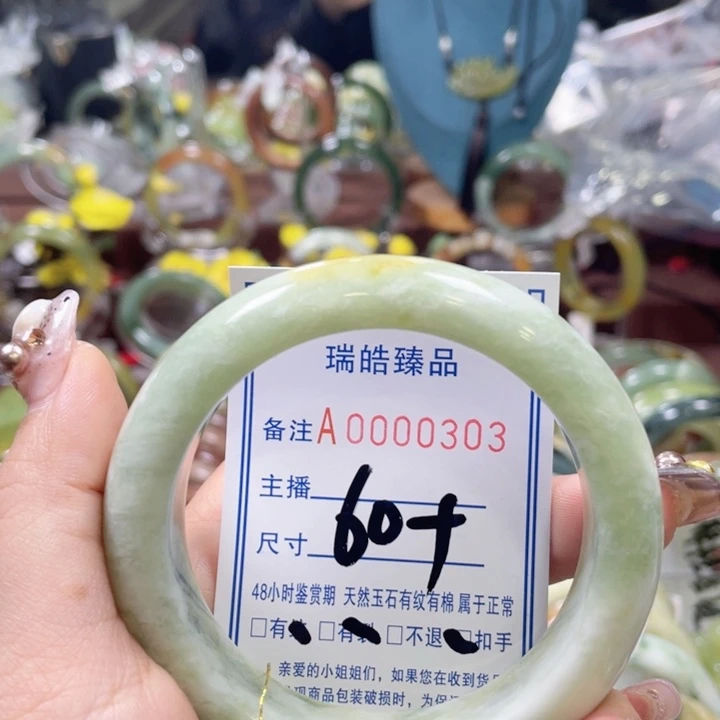 瑞皓臻品
备注A0000303
主播
60+
尺寸
48小时鉴赏期 天然玉石有纹有棉 属于正常
□有 □有裂 □不退 □扣手
亲爱的小姐姐们，如果您在收到货
现商品包装破损时，为保